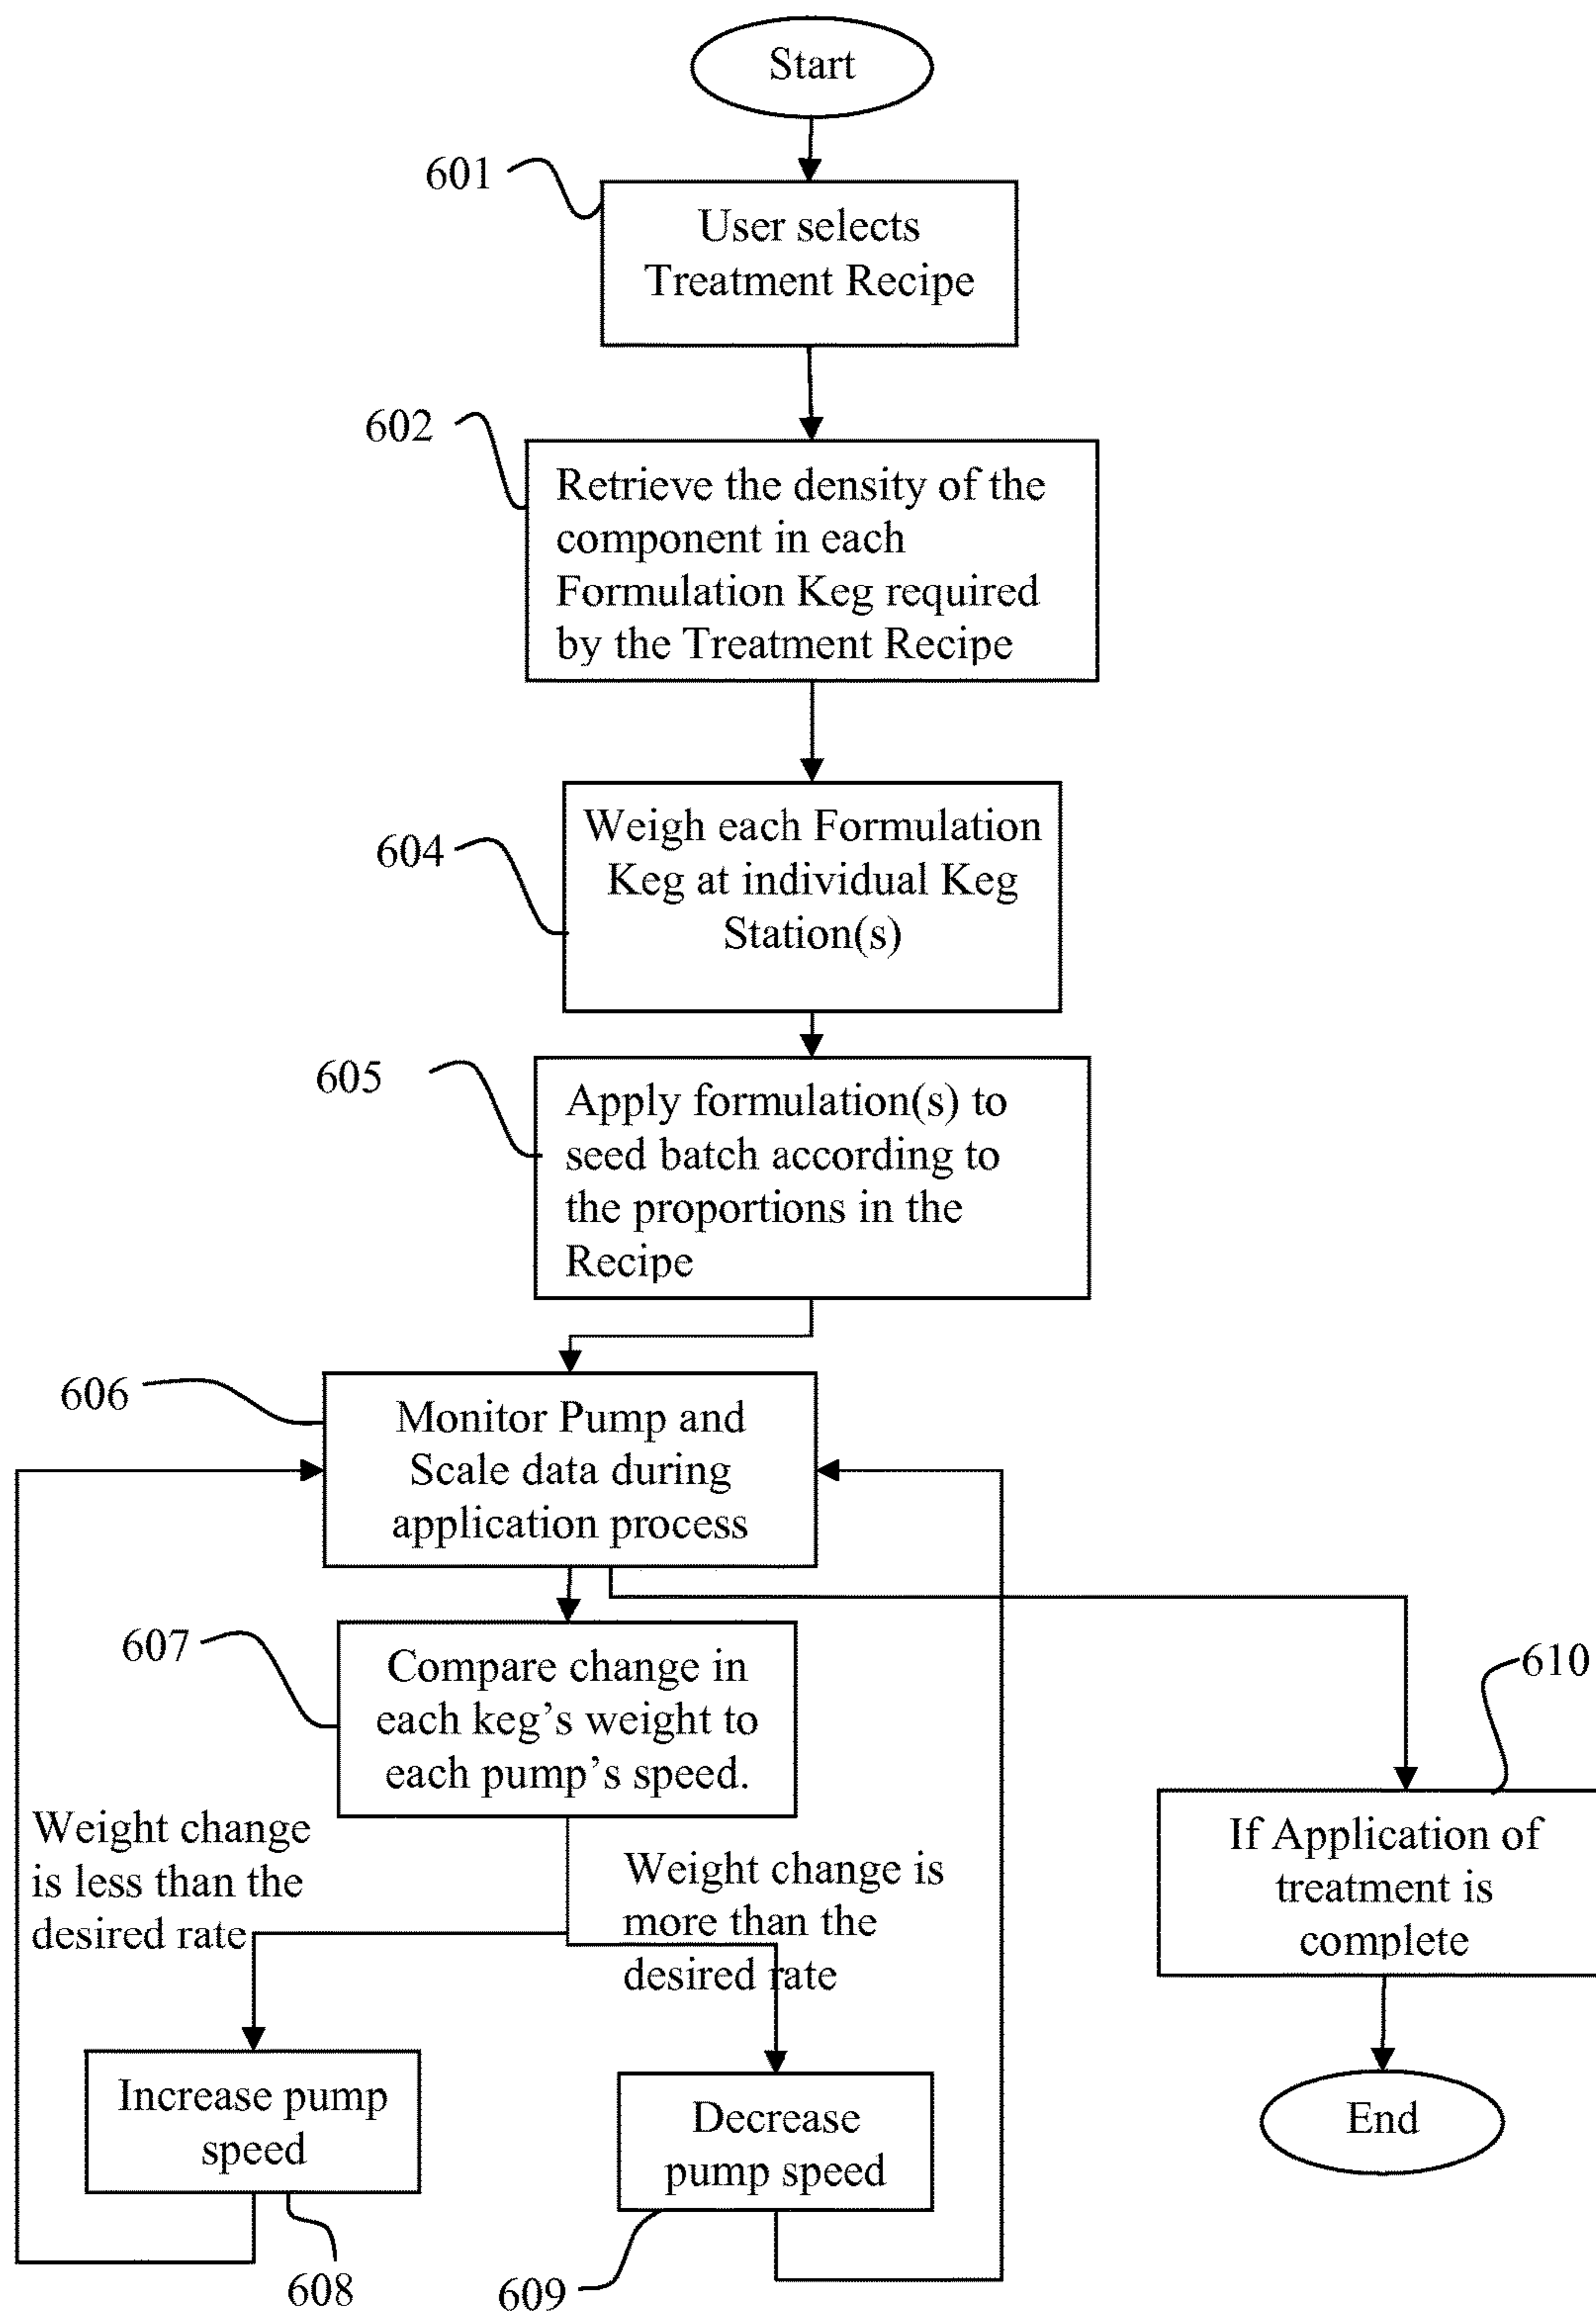 Start
601
User selects
Treatment Recipe
602
Retrieve the density of the
component in each
Formulation Keg required
by the Treatment Recipe
604
Weigh each Formulation
Keg at individual Keg
Station(s)
605
Apply formulation(s) to
seed batch according to
the proportions in the
Recipe
606
Monitor Pump and
Scale data during
application process
607
Compare change in
each keg’s weight to
each pump’s speed.
610
If Application of
treatment is
complete
Weight change
is less than the
desired rate
Weight change is
more than the
desired rate
Increase pump
speed
608
Decrease
pump speed
609
End